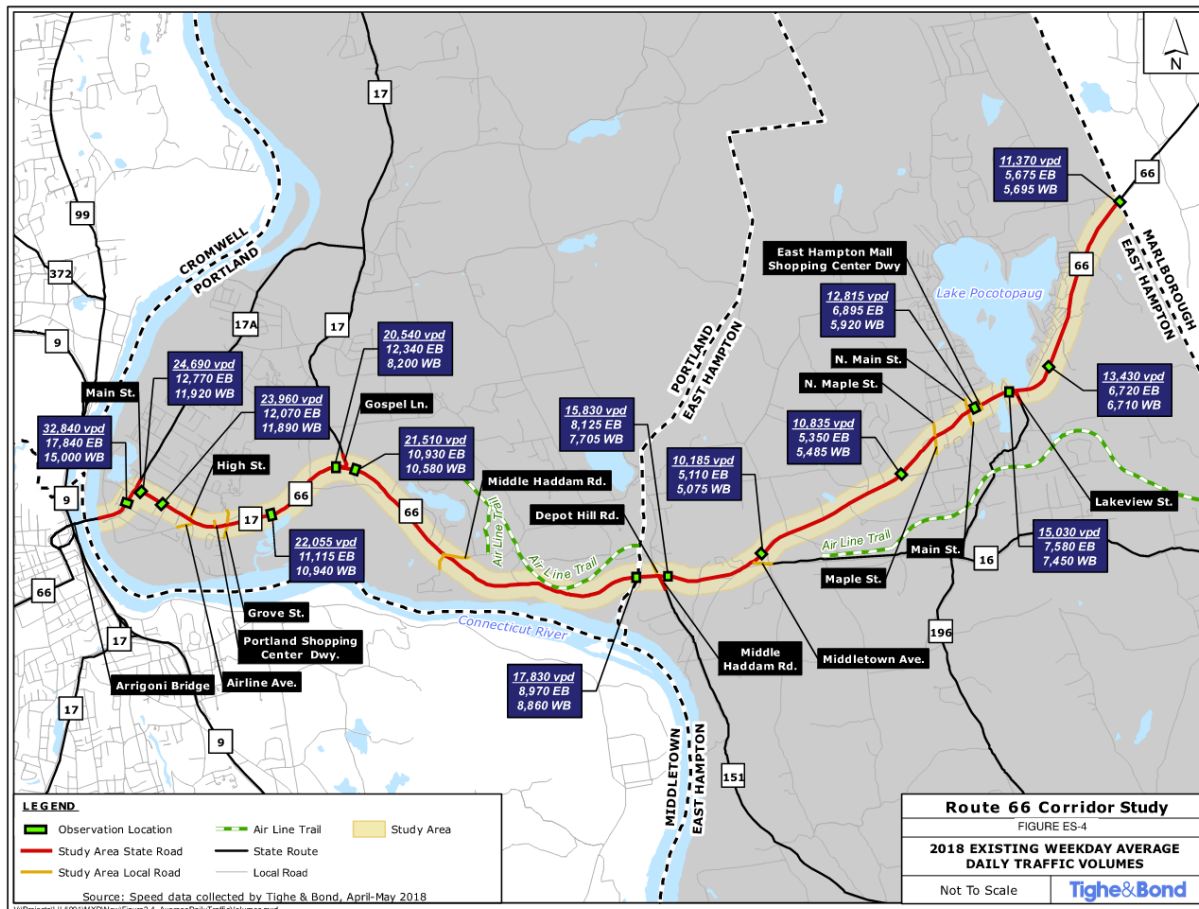 N
17
11,370 vpd
5,675 EB
5,695 WB
66
99
CROMWELL
PORTLAND
MARLBOROUGH
EAST HAMPTON
East Hampton Mall
Shopping Center Dwy
66
372
Lake Pocotopaug
12,815 vpd
6,895 EB
5,920 WB
17A
17
9
20,540 vpd
12,340 EB
8,200 WB
PORTLAND
EAST HAMPTON
N. Main St.
24,690 vpd
12,770 EB
11,920 WB
Main St.
N. Maple St.
13,430 vpd
6,720 EB
6,710 WB
23,960 vpd
12,070 EB
11,890 WB
Gospel Ln.
15,830 vpd
8,125 EB
7,705 WB
32,840 vpd
17,840 EB
15,000 WB
10,835 vpd
5,350 EB
5,485 WB
21,510 vpd
10,930 EB
10,580 WB
10,185 vpd
5,110 EB
5,075 WB
High St.
Middle Haddam Rd.
9
66
Air Line Trail
Lakeview St.
17
66
Depot Hill Rd.
22,055 vpd
11,115 EB
10,940 WB
Air Line Trail
Air Line Trail
Main St.
15,030 vpd
7,580 EB
7,450 WB
16
Maple St.
66
Grove St.
Connecticut River
196
17
Portland Shopping
Center Dwy.
Middle
Haddam Rd.
Middletown Ave.
Arrigoni Bridge
Airline Ave.
17,830 vpd
8,970 EB
8,860 WB
17
9
MIDDLETOWN
EAST HAMPTON
151
LEGEND
Observation Location
Air Line Trail
Study Area
Study Area State Road
State Route
Study Area Local Road
Local Road
Source: Speed data collected by Tighe & Bond, April-May 2018
Route 66 Corridor Study
FIGURE ES-4
2018 EXISTING WEEKDAY AVERAGE
DAILY TRAFFIC VOLUMES
Not To Scale
Tighe&Bond